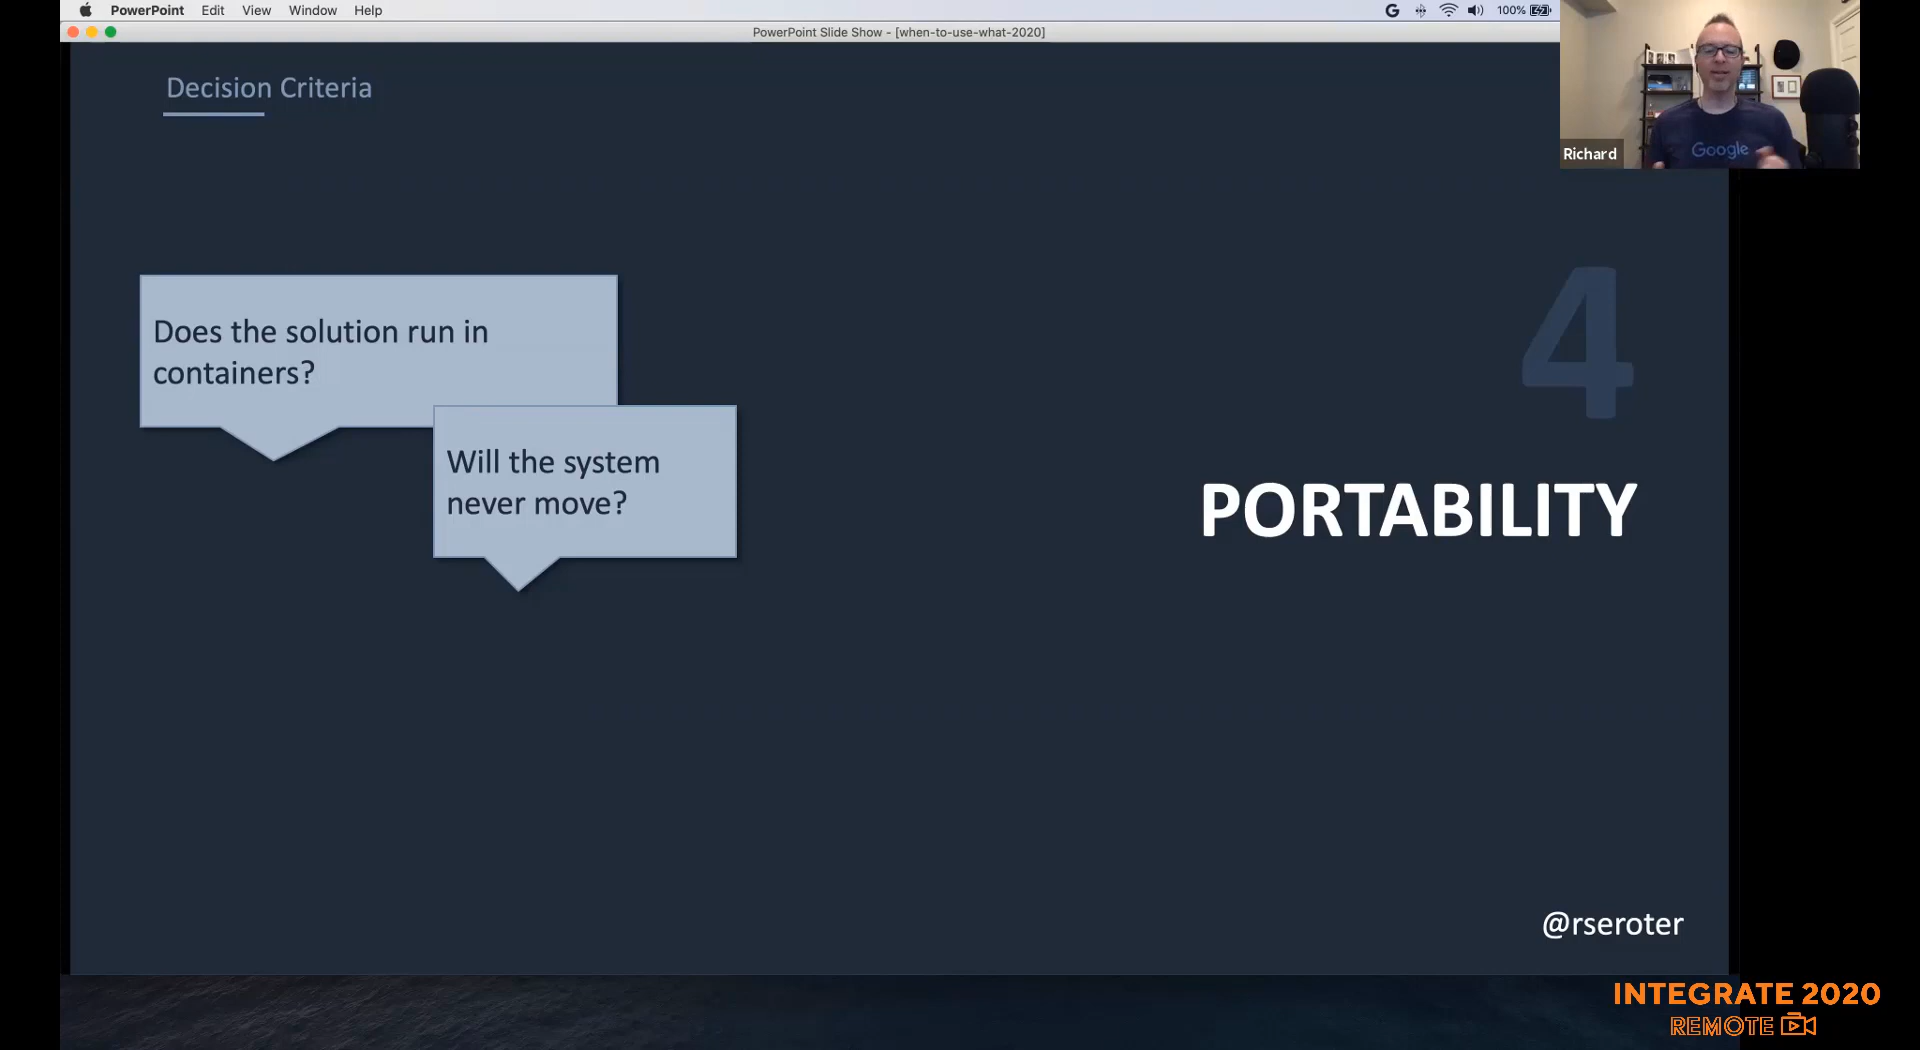 PowerPoint Edit View Window Help
G 100%
PowerPoint Slide Show - [when-to-use-what-2020]
Decision Criteria
Google
Richard
Does the solution run in
containers?
Will the system
never move?
4
PORTABILITY
@rseroter
INTEGRATE 2020
REMOTE